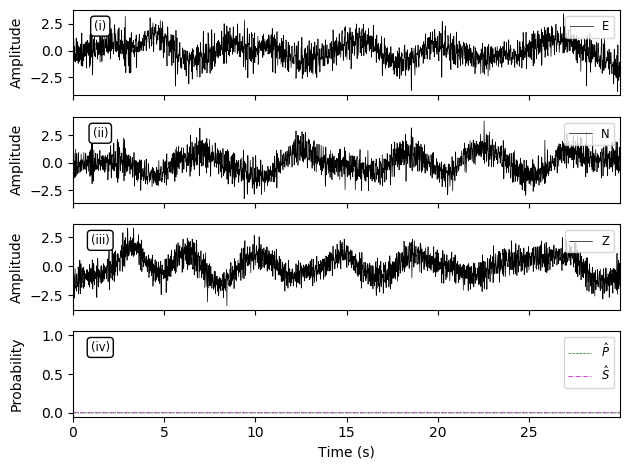 2.5
0.0
−2.5
Amplitude
(i)
E
2.5
0.0
−2.5
Amplitude
(ii)
N
2.5
0.0
−2.5
Amplitude
(iii)
Z
1.0
0.5
0.0
Probability
(iv)
P̂
Ŝ
0 5 10 15 20 25
Time (s)